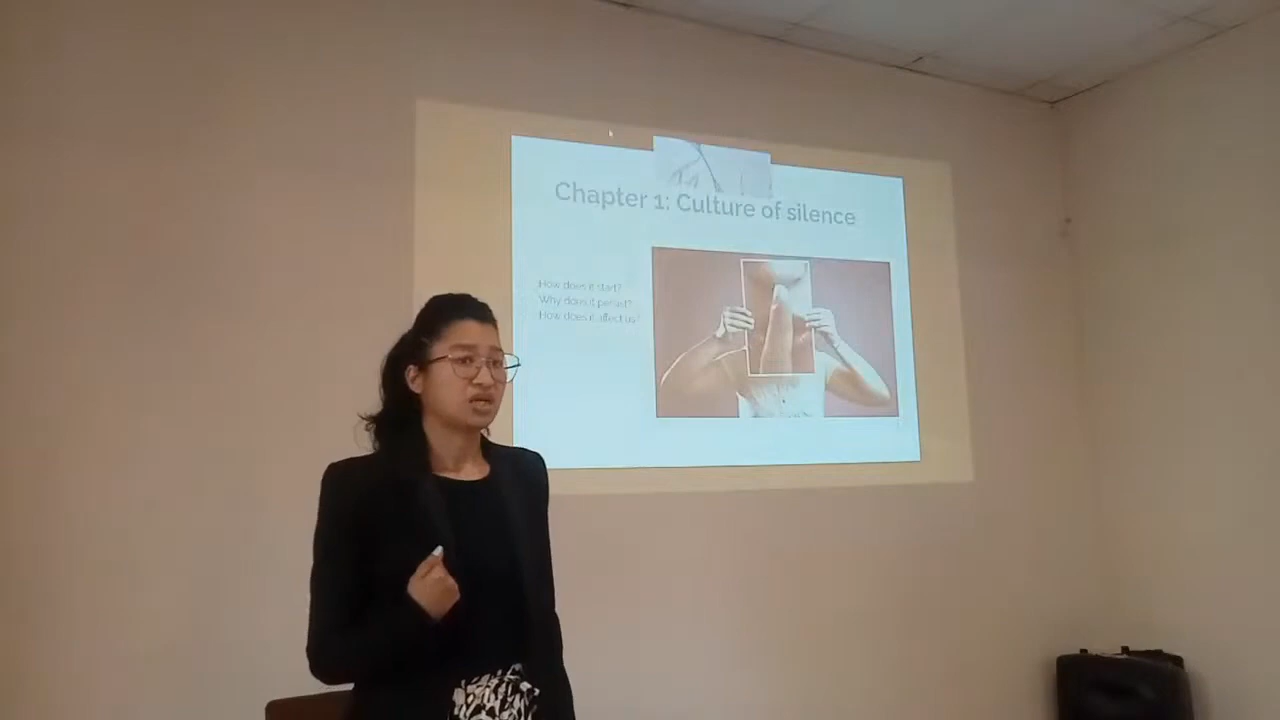 Chapter 1: Culture of silence
How does it start?
Why does it persist?
How does it affect us?